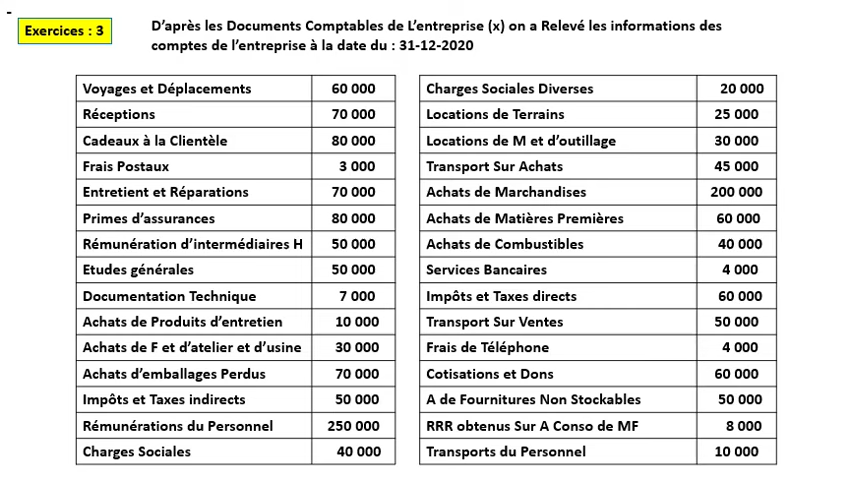 -
Exercices : 3
D’après les Documents Comptables de L’entreprise (x) on a Relevé les informations des
comptes de l’entreprise à la date du : 31-12-2020
Voyages et Déplacements 60 000
Réceptions 70 000
Cadeaux à la Clientèle 80 000
Frais Postaux 3 000
Entretient et Réparations 70 000
Primes d’assurances 80 000
Rémunération d’intermédiaires H 50 000
Etudes générales 50 000
Documentation Technique 7 000
Achats de Produits d’entretien 10 000
Achats de F et d’atelier et d’usine 30 000
Achats d’emballages Perdus 70 000
Impôts et Taxes indirects 50 000
Rémunérations du Personnel 250 000
Charges Sociales 40 000
Charges Sociales Diverses 20 000
Locations de Terrains 25 000
Locations de M et d’outillage 30 000
Transport Sur Achats 45 000
Achats de Marchandises 200 000
Achats de Matières Premières 60 000
Achats de Combustibles 40 000
Services Bancaires 4 000
Impôts et Taxes directs 60 000
Transport Sur Ventes 50 000
Frais de Téléphone 4 000
Cotisations et Dons 60 000
A de Fournitures Non Stockables 50 000
RRR obtenus Sur A Conso de MF 8 000
Transports du Personnel 10 000